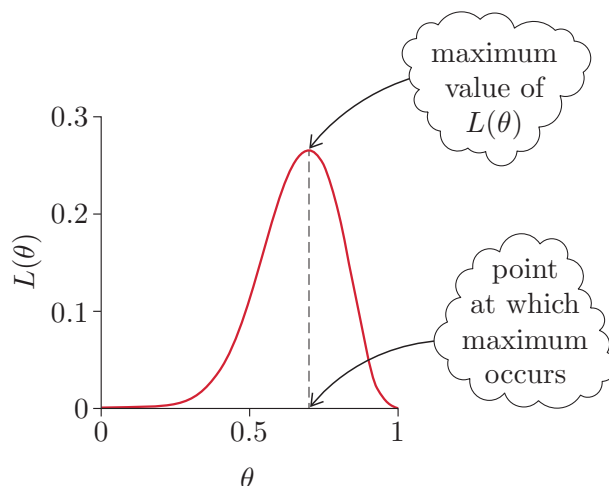 maximum
value of
L(θ)
0.3
0.2
0.1
0
L(θ)
point
at which
maximum
occurs
0
0.5
1
θ